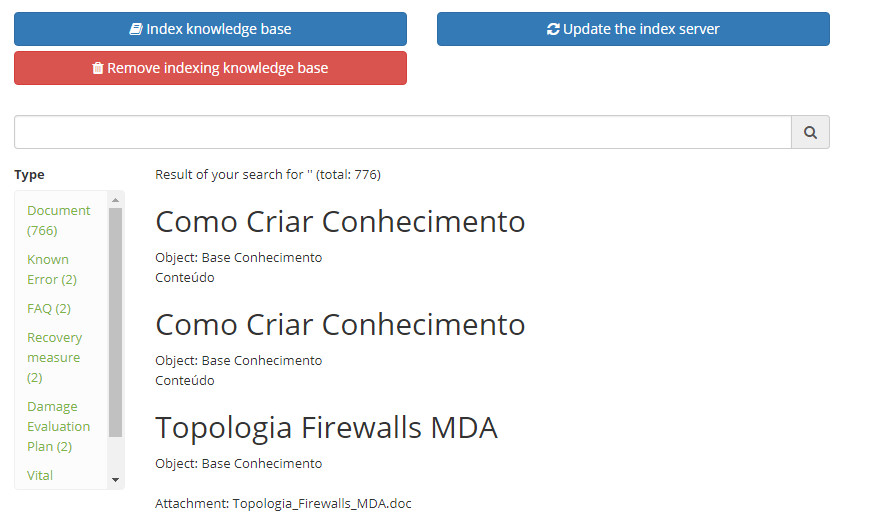 Index knowledge base
Update the index server
Remove indexing knowledge base
Type
Document
(766)
Known
Error (2)
FAQ (2)
Recovery
measure
(2)
Damage
Evaluation
Plan (2)
Vital
Result of your search for '' (total: 776)
Como Criar Conhecimento
Object: Base Conhecimento
Conteúdo
Como Criar Conhecimento
Object: Base Conhecimento
Conteúdo
Topologia Firewalls MDA
Object: Base Conhecimento
Attachment: Topologia_Firewalls_MDA.doc